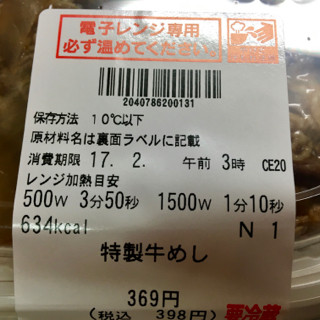 電子レンジ専用
必ず温めてください。
2040786200131
保存方法 10℃以下
原材料名は裏面ラベルに記載
消費期限 17. 2. 午前 3時 CE20
レンジ加熱目安
500W 3分50秒 1500W 1分10秒
634kcal N 1
特製牛めし
369円
(税込 398円) 要冷蔵